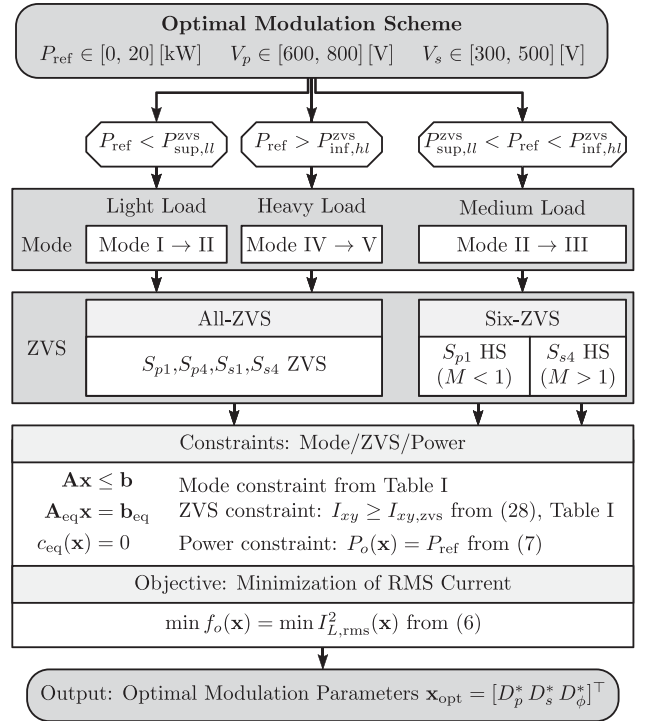 Optimal Modulation Scheme
P_ref ∈ [0, 20] [kW] V_p ∈ [600, 800] [V] V_s ∈ [300, 500] [V]
P_ref < P^zvs_sup,ll P_ref > P^zvs_inf,hl P^zvs_sup,ll < P_ref < P^zvs_inf,hl
Light Load Heavy Load Medium Load
Mode Mode I → II Mode IV → V Mode II → III
All-ZVS Six-ZVS
ZVS S_p1,S_p4,S_s1,S_s4 ZVS
S_p1 HS S_s4 HS
(M < 1) (M > 1)
Constraints: Mode/ZVS/Power
Ax ≤ b Mode constraint from Table I
A_eq x = b_eq ZVS constraint: I_xy ≥ I_xy,zvs from (28), Table I
c_eq(x) = 0 Power constraint: P_o(x) = P_ref from (7)
Objective: Minimization of RMS Current
min f_o(x) = min I^2_L,rms(x) from (6)
Output: Optimal Modulation Parameters x_opt = [D^*_p D^*_s D^*_ϕ]^⊤